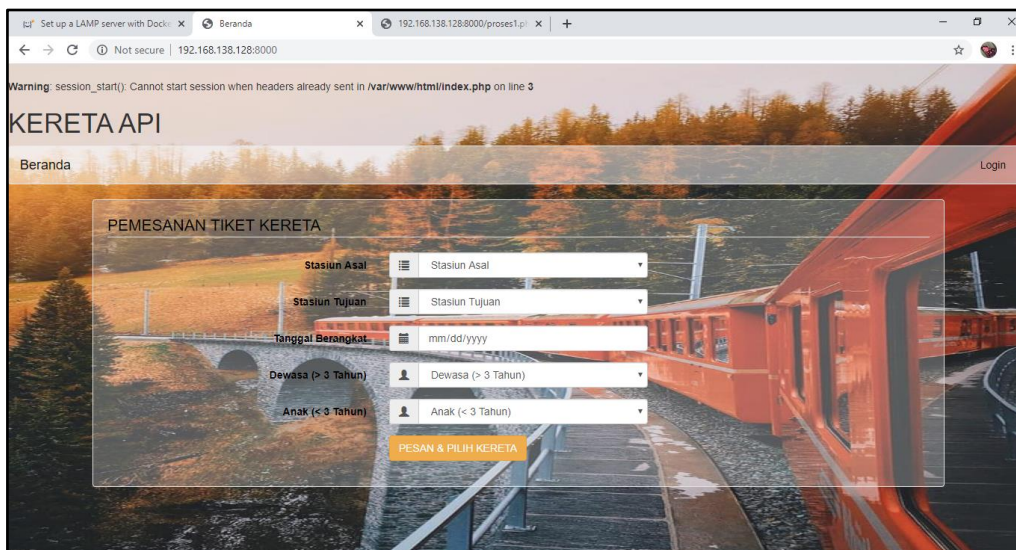 Set up a LAMP server with Docke
Beranda
192.168.138.128:8000/proses1.ph
Not secure | 192.168.138.128:8000
Warning: session_start(): Cannot start session when headers already sent in /var/www/html/index.php on line 3
KERETA API
Beranda
Login
PEMESANAN TIKET KERETA
Stasiun Asal
Stasiun Asal
Stasiun Tujuan
Stasiun Tujuan
Tanggal Berangkat
mm/dd/yyyy
Dewasa (> 3 Tahun)
Dewasa (> 3 Tahun)
Anak (< 3 Tahun)
Anak (< 3 Tahun)
PESAN & PILIH KERETA